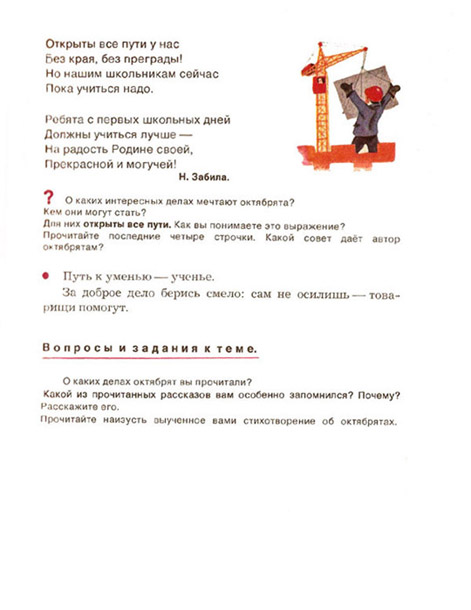 Открыты все пути у нас
Без края, без преграды!
Но нашим школьникам сейчас
Пока учиться надо.
Ребята с первых школьных дней
Должны учиться лучше —
На радость Родине своей,
Прекрасной и могучей!
Н. Забила.
? О каких интересных делах мечтают октябрята?
Кем они могут стать?
Для них открыты все пути. Как вы понимаете это выражение?
Прочитайте последние четыре строчки. Какой совет даёт автор
октябрятам?
• Путь к уменью — ученье.
За доброе дело берись смело: сам не осилишь — това-
рищи помогут.
Вопросы и задания к теме.
О каких делах октябрят вы прочитали?
Какой из прочитанных рассказов вам особенно запомнился? Почему?
Расскажите его.
Прочитайте наизусть выученное вами стихотворение об октябрятах.